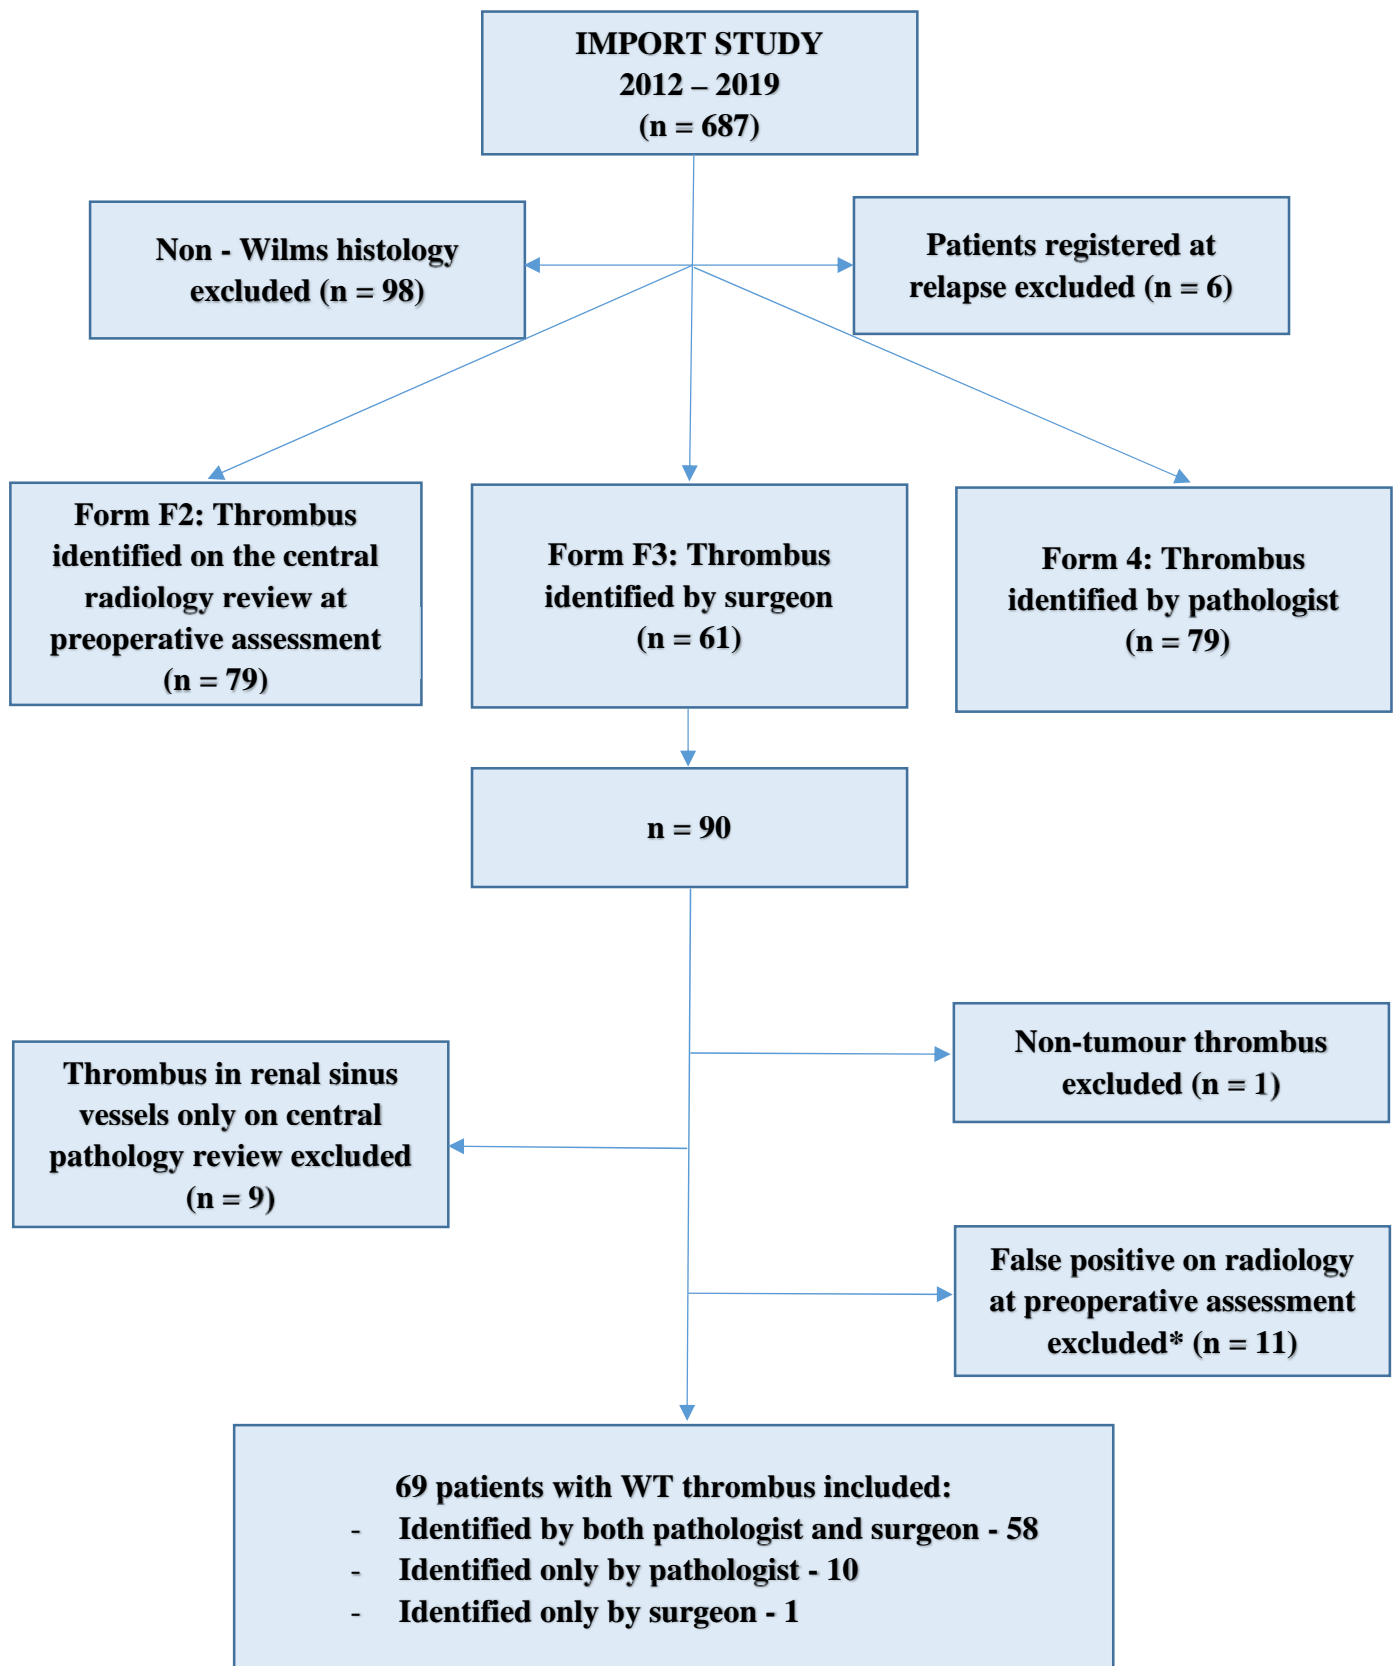 IMPORT STUDY
2012 – 2019
(n = 687)
Non - Wilms histology
excluded (n = 98)
Patients registered at
relapse excluded (n = 6)
Form F2: Thrombus
identified on the central
radiology review at
preoperative assessment
(n = 79)
Form F3: Thrombus
identified by surgeon
(n = 61)
Form 4: Thrombus
identified by pathologist
(n = 79)
n = 90
Non-tumour thrombus
excluded (n = 1)
Thrombus in renal sinus
vessels only on central
pathology review excluded
(n = 9)
False positive on radiology
at preoperative assessment
excluded* (n = 11)
69 patients with WT thrombus included:
- Identified by both pathologist and surgeon - 58
- Identified only by pathologist - 10
- Identified only by surgeon - 1